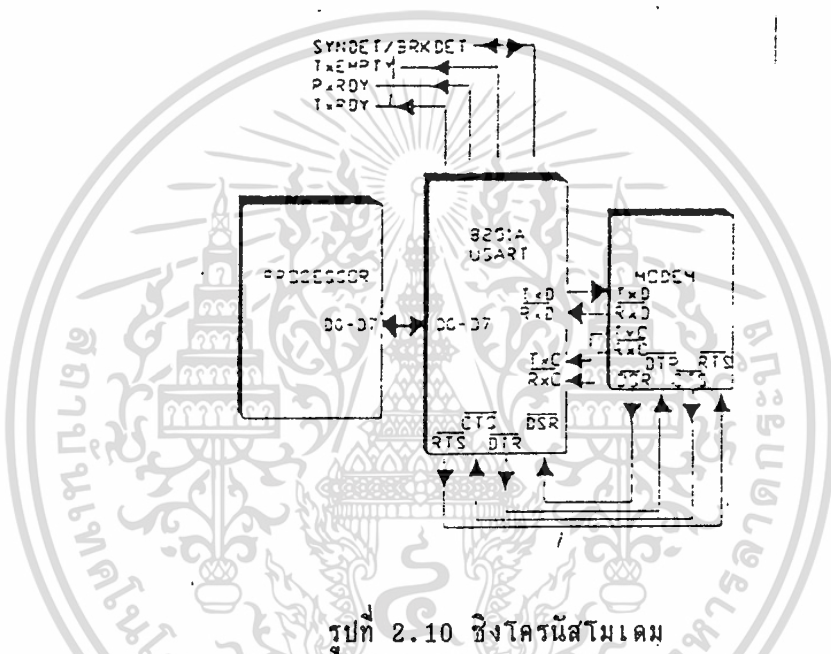 SYNDET/BRKDET
TxEMPTY
RxRDY
TxRDY
PROCESSOR
D0-D7
8251A
USART
D0-D7
TxD
RxD
TxC
RxC
CTS
DSR
RTS
DTR
MODEM
TxD
RxD
TxC
RxC
DTR
RTS
DSR
CTS
รูปที่ 2.10 ซิงโครนัสโมเดม